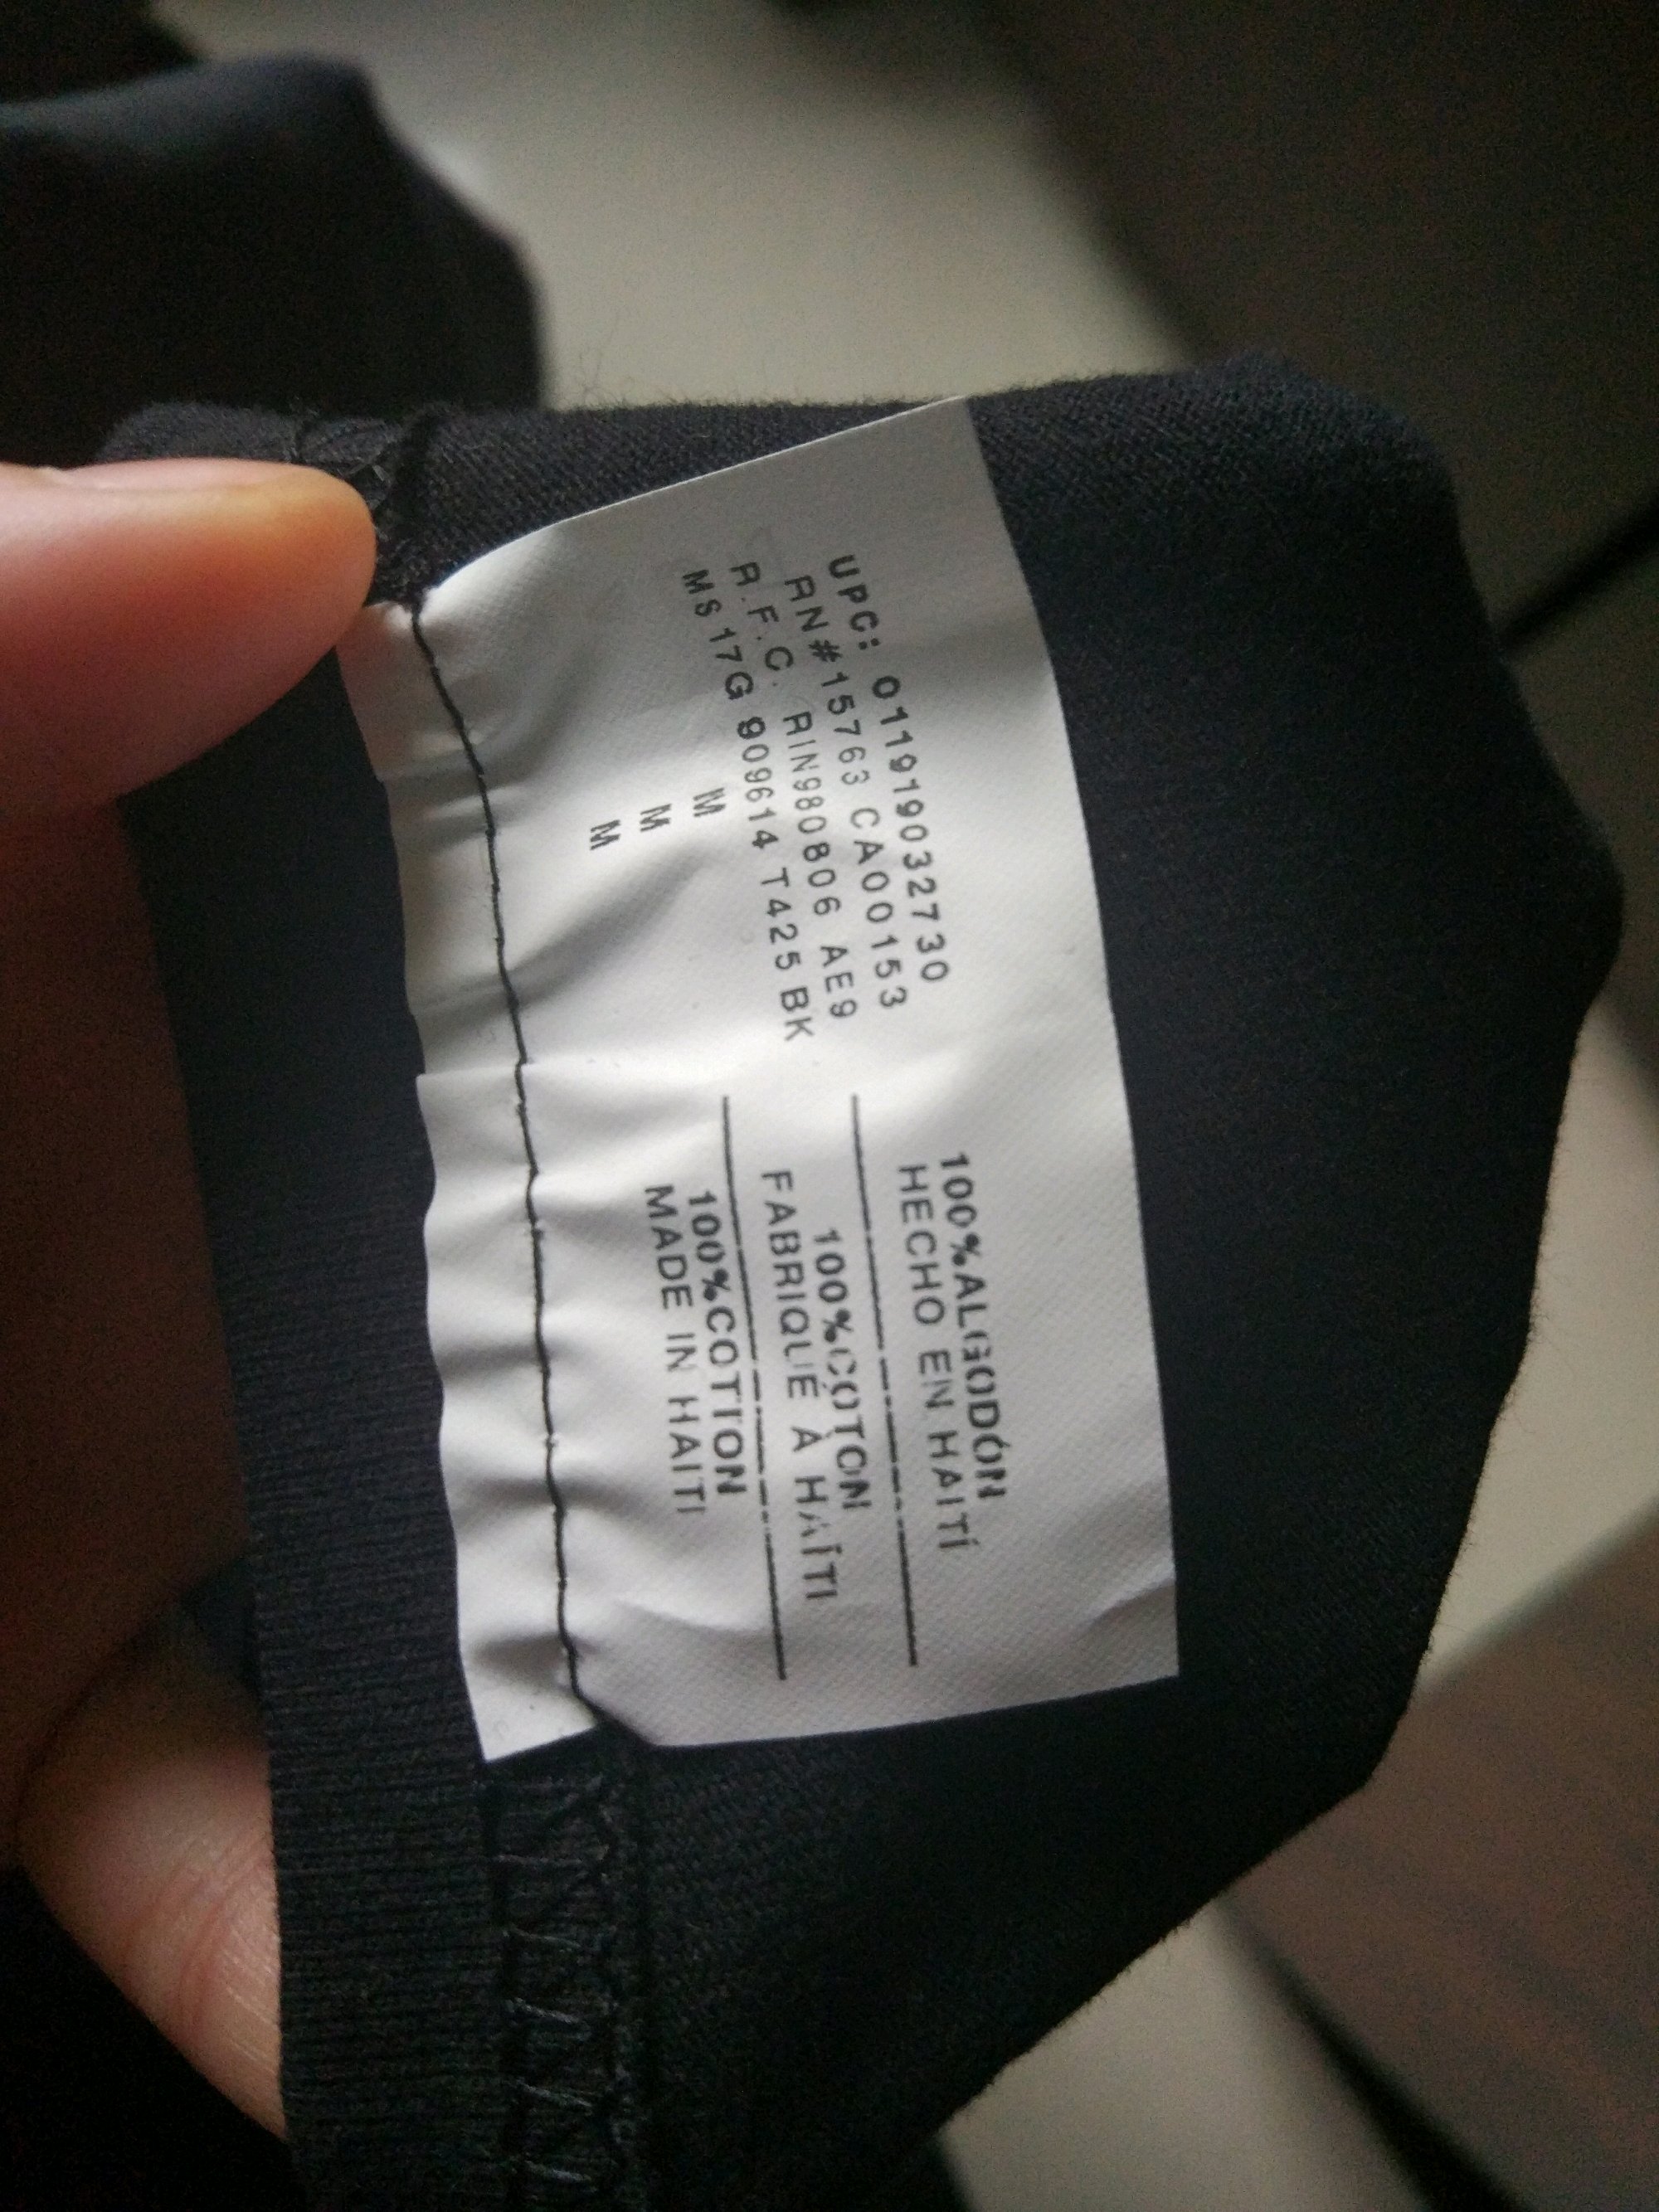 UPC: 011919032730
RN#15763 CA00153
R.F.C. RIN980806 AE9
MS17G 909614 T425 BK
M
M
M
100%ALGODÓN
HECHO EN HAITÍ
100%COTON
FABRIQUÉ À HAÏTI
100%COTTON
MADE IN HAITI